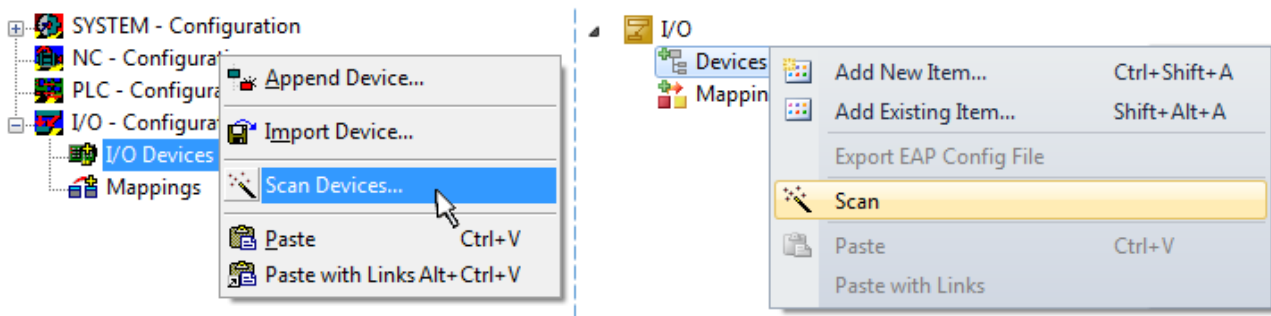 SYSTEM - Configuration
NC - Configurat
PLC - Configura
I/O - Configura
I/O Devices
Mappings
Append Device...
Import Device...
Scan Devices...
Paste Ctrl+V
Paste with Links Alt+Ctrl+V
I/O
Devices
Mappin
Add New Item... Ctrl+Shift+A
Add Existing Item... Shift+Alt+A
Export EAP Config File
Scan
Paste Ctrl+V
Paste with Links